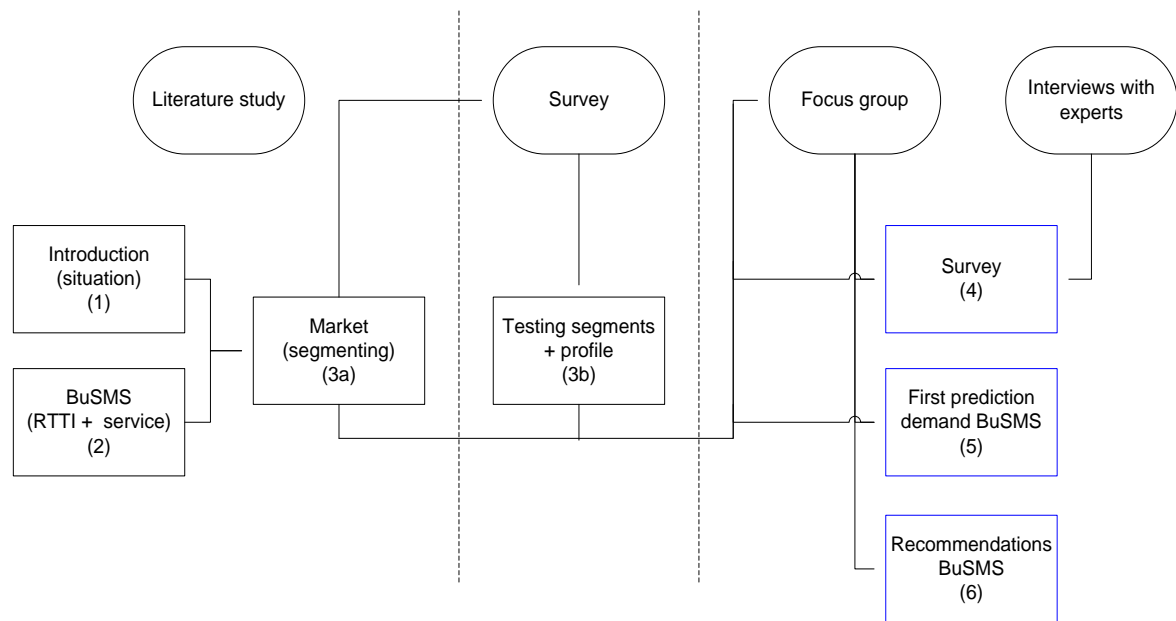 Literature study
Survey
Focus group
Interviews with
experts
Introduction
(situation)
(1)
BuSMS
(RTTI + service)
(2)
Market
(segmenting)
(3a)
Testing segments
+ profile
(3b)
Survey
(4)
First prediction
demand BuSMS
(5)
Recommendations
BuSMS
(6)